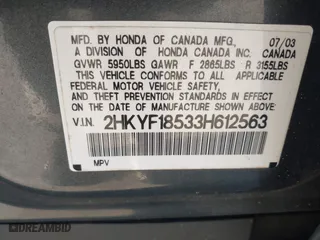 MFD. BY HONDA OF CANADA MFG., 07/03
A DIVISION OF HONDA CANADA INC. CANADA
GVWR 5950LBS GAWR F 2865LBS R 3155LBS
THIS VEHICLE CONFORMS TO ALL APPLICABLE
FEDERAL MOTOR VEHICLE SAFETY AND
THEFT PREVENTION STANDARDS IN EFFECT ON
THE DATE OF MANUFACTURE SHOWN ABOVE.
V.I.N. 2HKYF18533H612563
MPV
DREAMBID